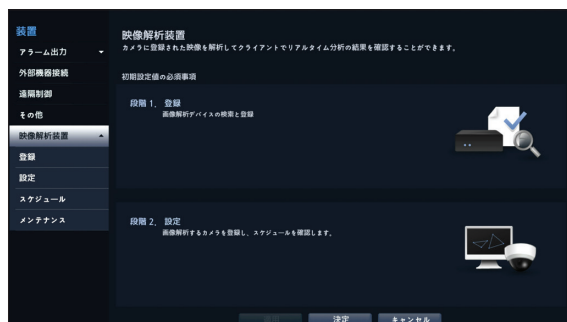 装置
アラーム出力
外部機器接続
遠隔制御
その他
映像解析装置
登録
設定
スケジュール
メンテナンス
映像解析装置
カメラに登録された映像を解析してクライアントでリアルタイム分析の結果を確認することができます。
初期設定値の必須事項
段階 1. 登録
画像解析デバイスの検索と登録
段階 2. 設定
画像解析するカメラを登録し、スケジュールを確認します。
決定
キャンセル